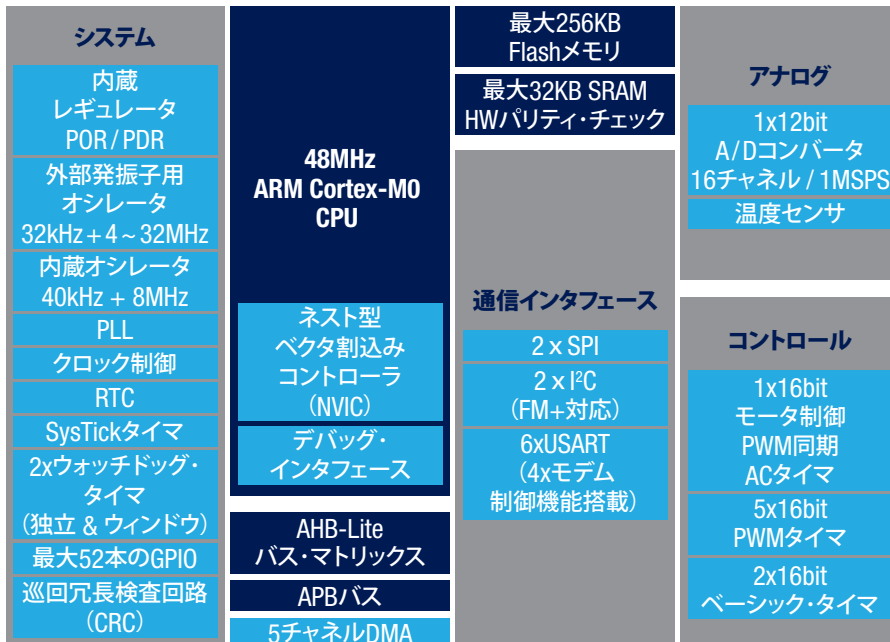 システム
内蔵
レギュレータ
POR / PDR
外部発振子用
オシレータ
32kHz + 4 ~ 32MHz
内蔵オシレータ
40kHz + 8MHz
PLL
クロック制御
RTC
SysTickタイマ
2xウォッチドッグ・
タイマ
(独立 & ウィンドウ)
最大52本のGPIO
巡回冗長検査回路
(CRC)
48MHz
ARM Cortex-M0
CPU
ネスト型
ベクタ割込み
コントローラ
(NVIC)
デバッグ・
インタフェース
AHB-Lite
バス・マトリックス
APBバス
5チャネルDMA
最大256KB
Flashメモリ
最大32KB SRAM
HWパリティ・チェック
通信インタフェース
2 x SPI
2 x I²C
(FM+対応)
6xUSART
(4xモデム
制御機能搭載)
アナログ
1x12bit
A/Dコンバータ
16チャネル / 1MSPS
温度センサ
コントロール
1x16bit
モータ制御
PWM同期
ACタイマ
5x16bit
PWMタイマ
2x16bit
ベーシック・タイマ